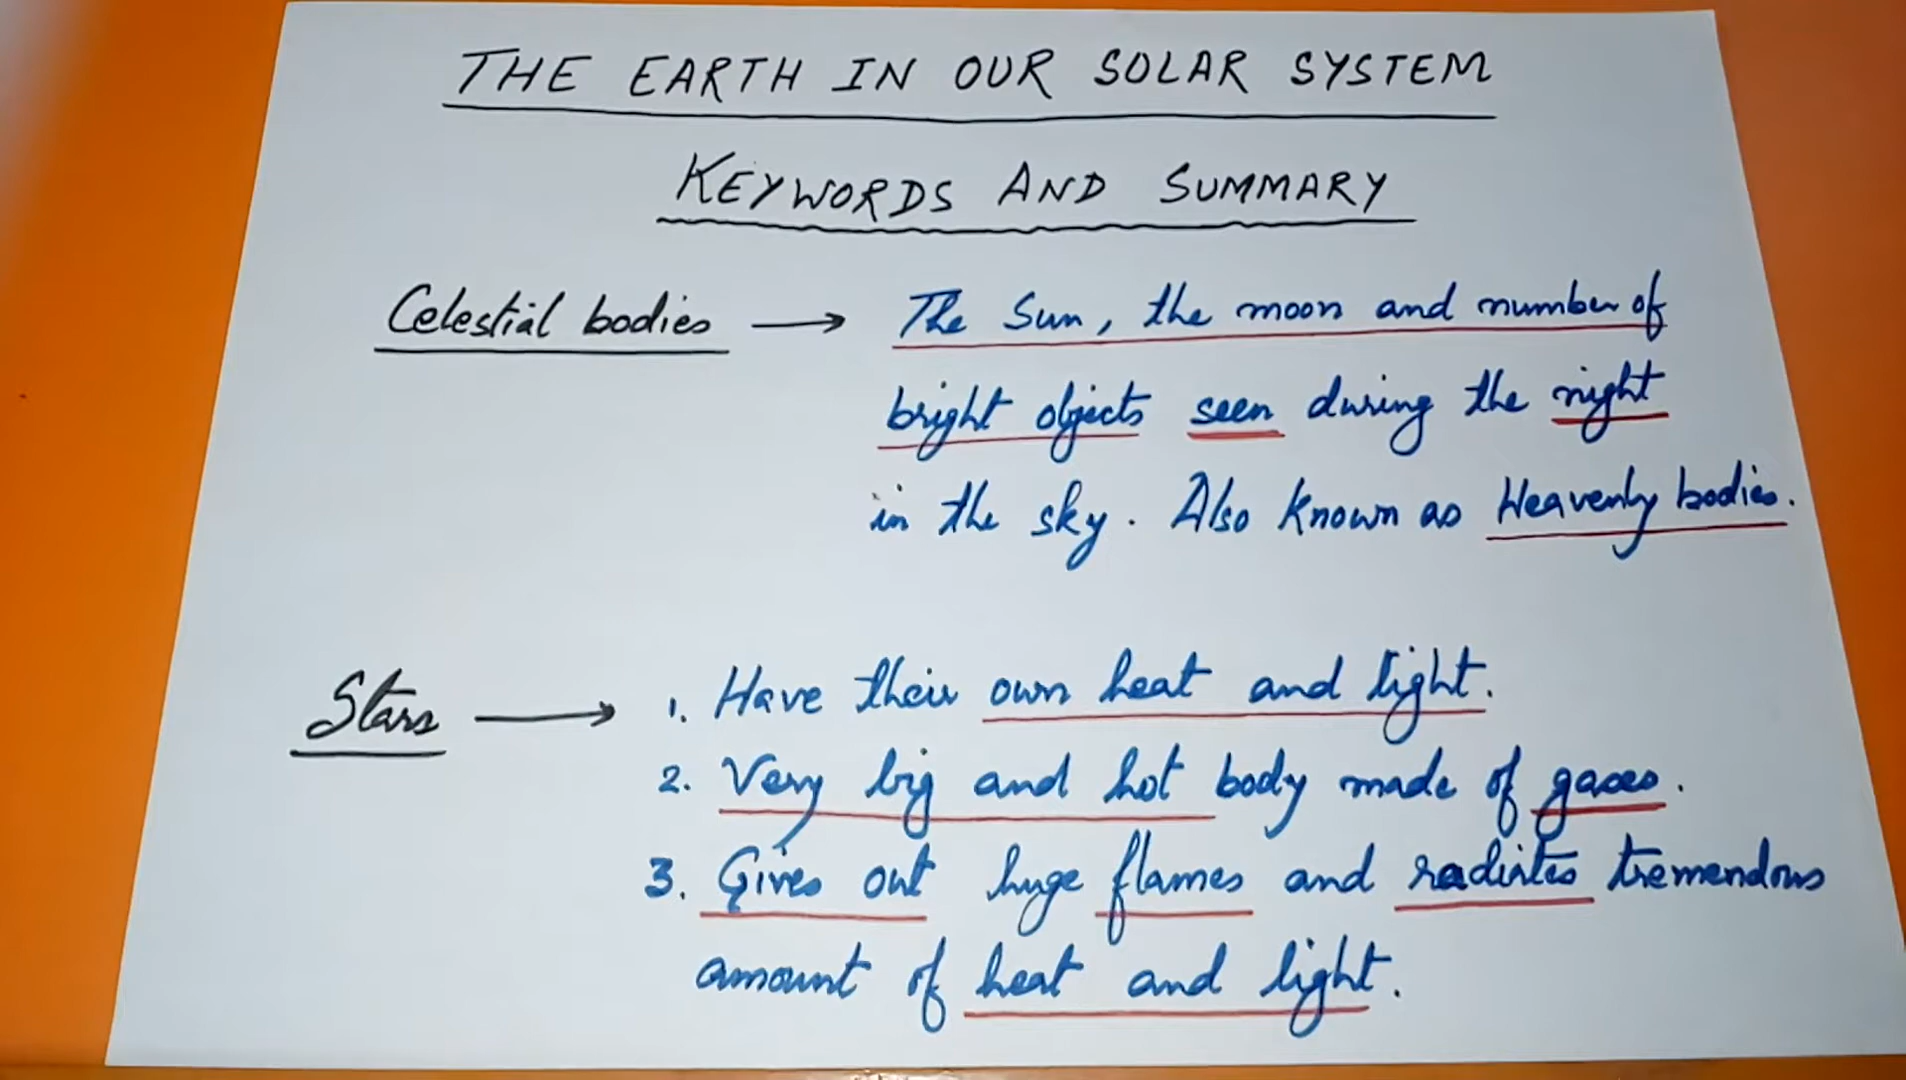 THE EARTH IN OUR SOLAR SYSTEM
KEYWORDS AND SUMMARY
Celestial bodies → The Sun, the moon and number of
bright objects seen during the night
in the sky. Also known as Heavenly bodies.
Stars → 1. Have their own heat and light.
2. Very big and hot body made of gases.
3. Gives out huge flames and radiates tremendous
amount of heat and light.